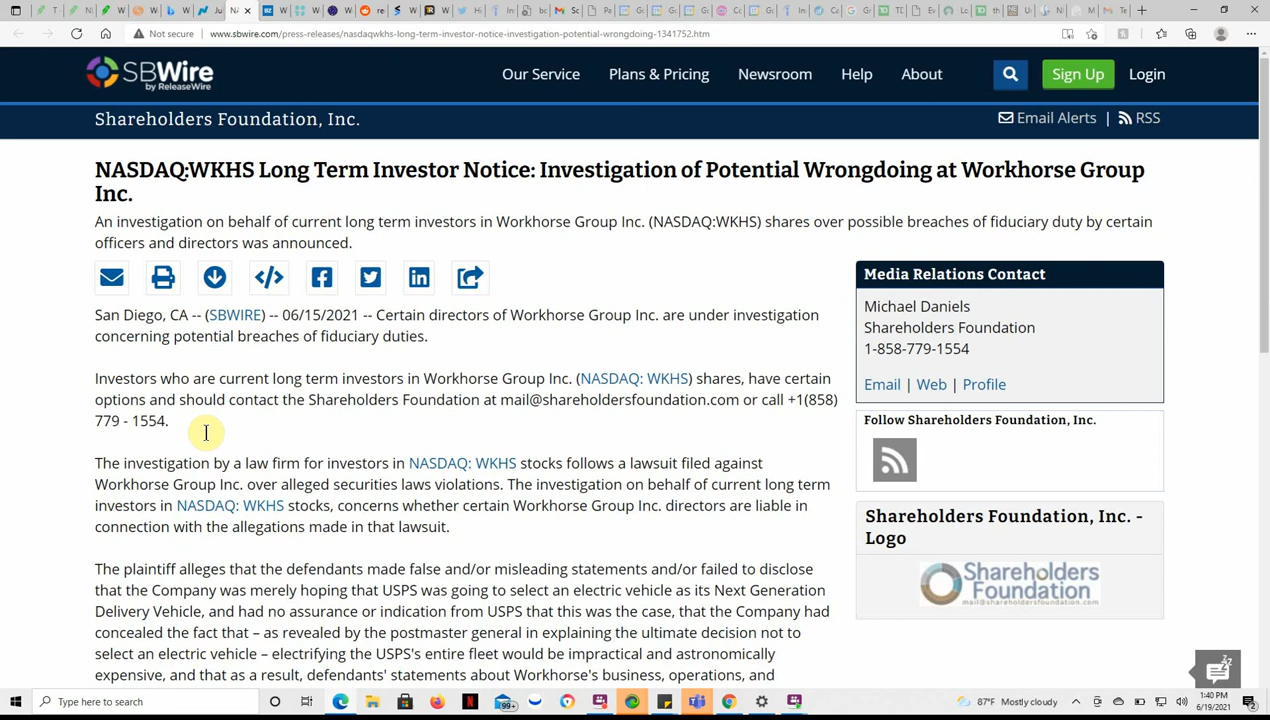 Not secure
www.sbwire.com/press-releases/nasdaqwkhs-long-term-investor-notice-investigation-potential-wrongdoing-1341752.htm
SBWire
by ReleaseWire
Our Service
Plans & Pricing
Newsroom
Help
About
Sign Up
Login
Shareholders Foundation, Inc.
Email Alerts | RSS
NASDAQ:WKHS Long Term Investor Notice: Investigation of Potential Wrongdoing at Workhorse Group
Inc.
An investigation on behalf of current long term investors in Workhorse Group Inc. (NASDAQ:WKHS) shares over possible breaches of fiduciary duty by certain
officers and directors was announced.
San Diego, CA -- (SBWIRE) -- 06/15/2021 -- Certain directors of Workhorse Group Inc. are under investigation
concerning potential breaches of fiduciary duties.
Investors who are current long term investors in Workhorse Group Inc. (NASDAQ: WKHS) shares, have certain
options and should contact the Shareholders Foundation at mail@shareholdersfoundation.com or call +1(858)
779 - 1554.
The investigation by a law firm for investors in NASDAQ: WKHS stocks follows a lawsuit filed against
Workhorse Group Inc. over alleged securities laws violations. The investigation on behalf of current long term
investors in NASDAQ: WKHS stocks, concerns whether certain Workhorse Group Inc. directors are liable in
connection with the allegations made in that lawsuit.
The plaintiff alleges that the defendants made false and/or misleading statements and/or failed to disclose
that the Company was merely hoping that USPS was going to select an electric vehicle as its Next Generation
Delivery Vehicle, and had no assurance or indication from USPS that this was the case, that the Company had
concealed the fact that – as revealed by the postmaster general in explaining the ultimate decision not to
select an electric vehicle – electrifying the USPS's entire fleet would be impractical and astronomically
expensive, and that as a result, defendants' statements about Workhorse's business, operations, and
Media Relations Contact
Michael Daniels
Shareholders Foundation
1-858-779-1554
Email | Web | Profile
Follow Shareholders Foundation, Inc.
Shareholders Foundation, Inc. -
Logo
Shareholders
Foundation
mail@shareholdersfoundation.com
Type here to search
99+
87°F Mostly cloudy
1:40 PM
6/19/2021